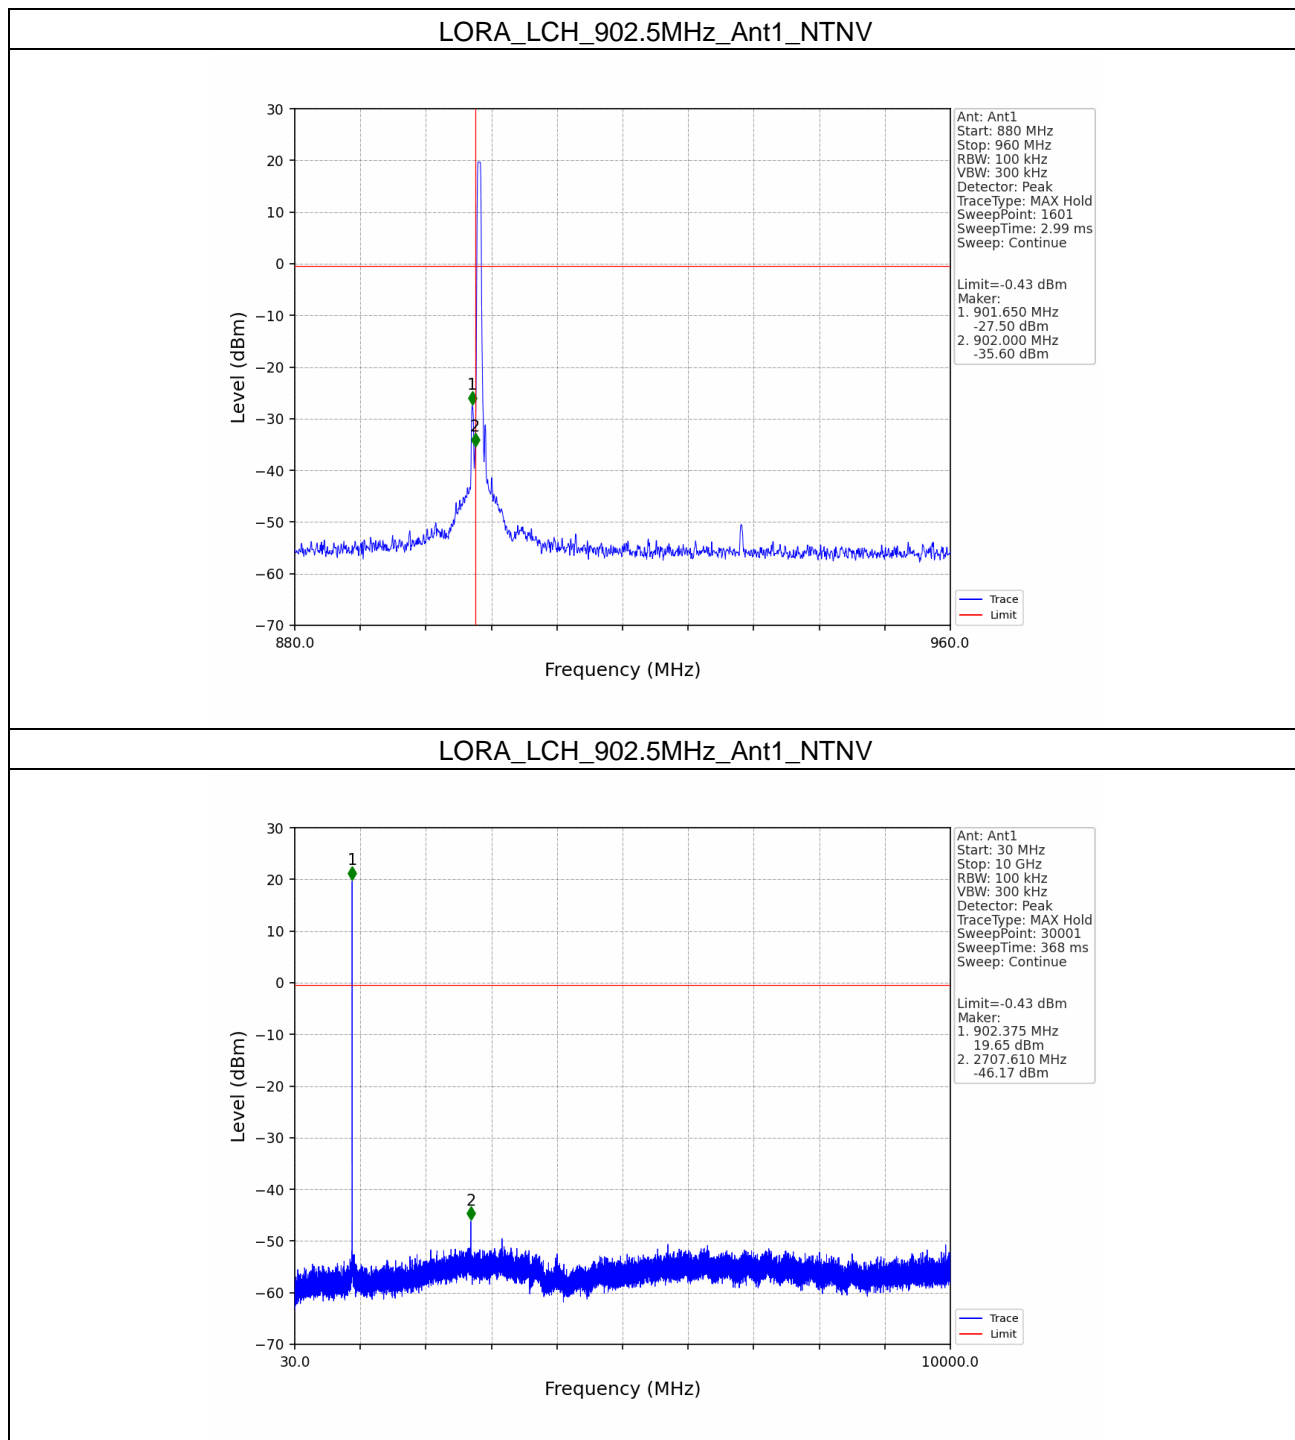 LORA_LCH_902.5MHz_Ant1_NTNV
30
20
10
0
−10
−20
−30
−40
−50
−60
−70
Level (dBm)
1
2
880.0
960.0
Frequency (MHz)
Ant: Ant1
Start: 880 MHz
Stop: 960 MHz
RBW: 100 kHz
VBW: 300 kHz
Detector: Peak
TraceType: MAX Hold
SweepPoint: 1601
SweepTime: 2.99 ms
Sweep: Continue
Limit=-0.43 dBm
Maker:
1. 901.650 MHz
-27.50 dBm
2. 902.000 MHz
-35.60 dBm
Trace
Limit
LORA_LCH_902.5MHz_Ant1_NTNV
30
20
10
0
−10
−20
−30
−40
−50
−60
−70
Level (dBm)
1
2
30.0
10000.0
Frequency (MHz)
Ant: Ant1
Start: 30 MHz
Stop: 10 GHz
RBW: 100 kHz
VBW: 300 kHz
Detector: Peak
TraceType: MAX Hold
SweepPoint: 30001
SweepTime: 368 ms
Sweep: Continue
Limit=-0.43 dBm
Maker:
1. 902.375 MHz
19.65 dBm
2. 2707.610 MHz
-46.17 dBm
Trace
Limit